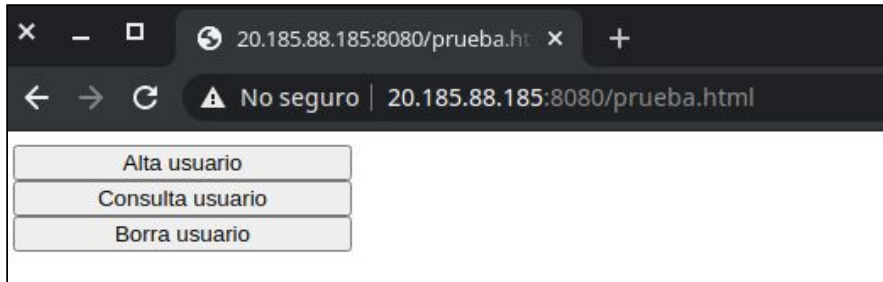 20.185.88.185:8080/prueba.ht
No seguro 20.185.88.185:8080/prueba.html
Alta usuario
Consulta usuario
Borra usuario